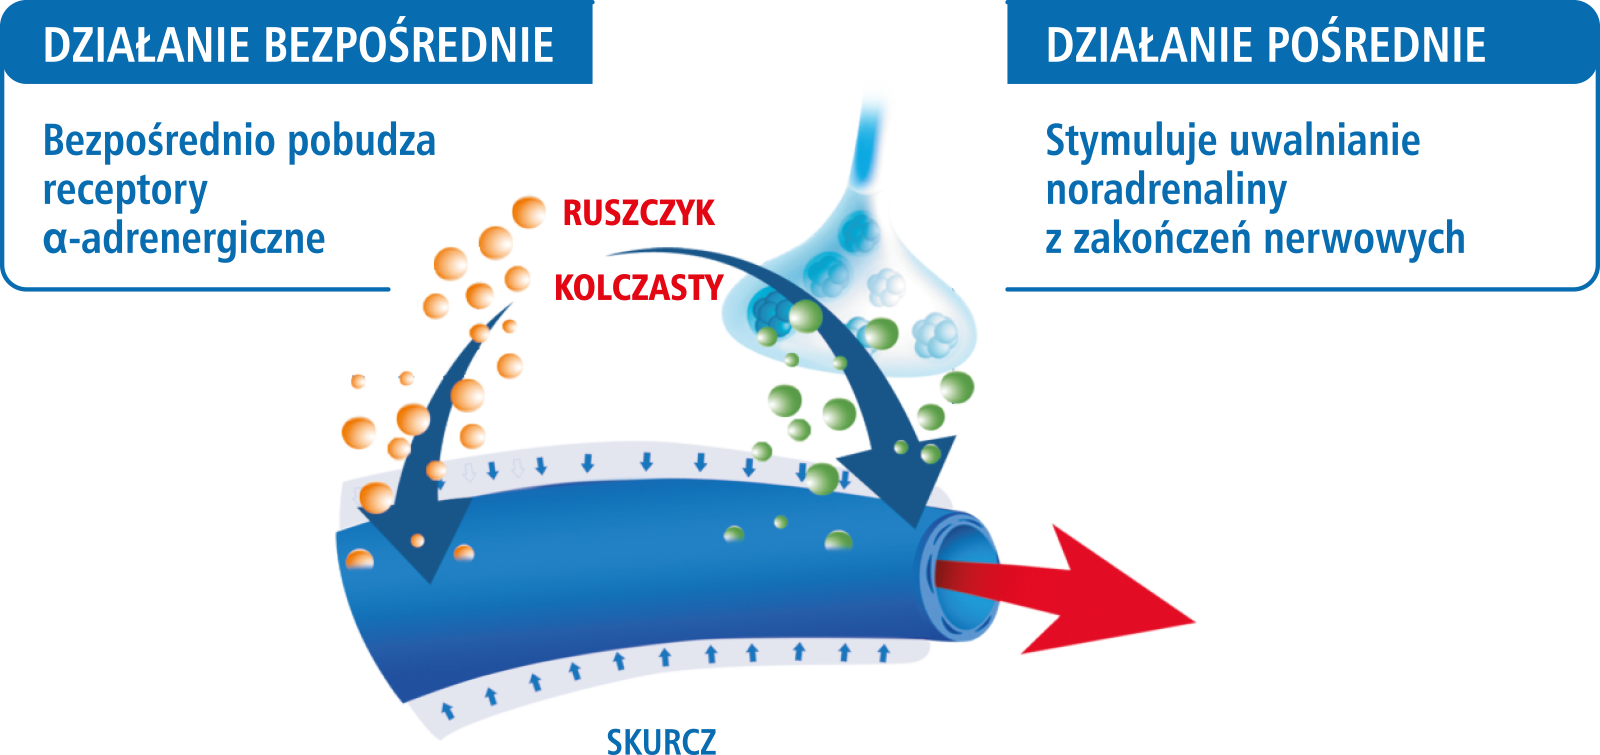 DZIAŁANIE BEZPOŚREDNIE
Bezpośrednio pobudza
receptory
α-adrenergiczne
RUSZCZYK
KOLCZASTY
DZIAŁANIE POŚREDNIE
Stymuluje uwalnianie
noradrenaliny
z zakończeń nerwowych
SKURCZ